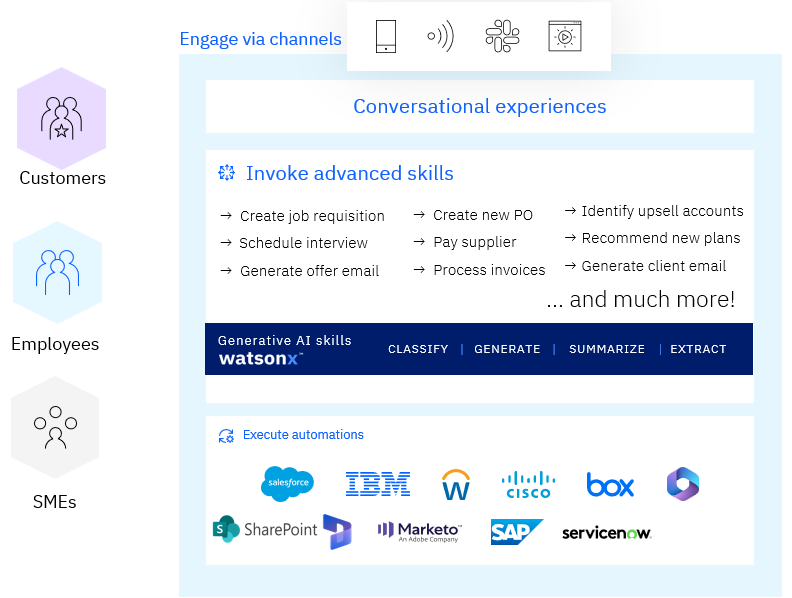 Engage via channels
Conversational experiences
Customers
Employees
SMEs
Invoke advanced skills
→ Create job requisition
→ Schedule interview
→ Generate offer email
→ Create new PO
→ Pay supplier
→ Process invoices
→ Identify upsell accounts
→ Recommend new plans
→ Generate client email
... and much more!
Generative AI skills
watsonx™
CLASSIFY | GENERATE | SUMMARIZE | EXTRACT
Execute automations
salesforce
IBM
W
CISCO
box
S
SharePoint
Marketo™
An Adobe Company
SAP
servicenow.